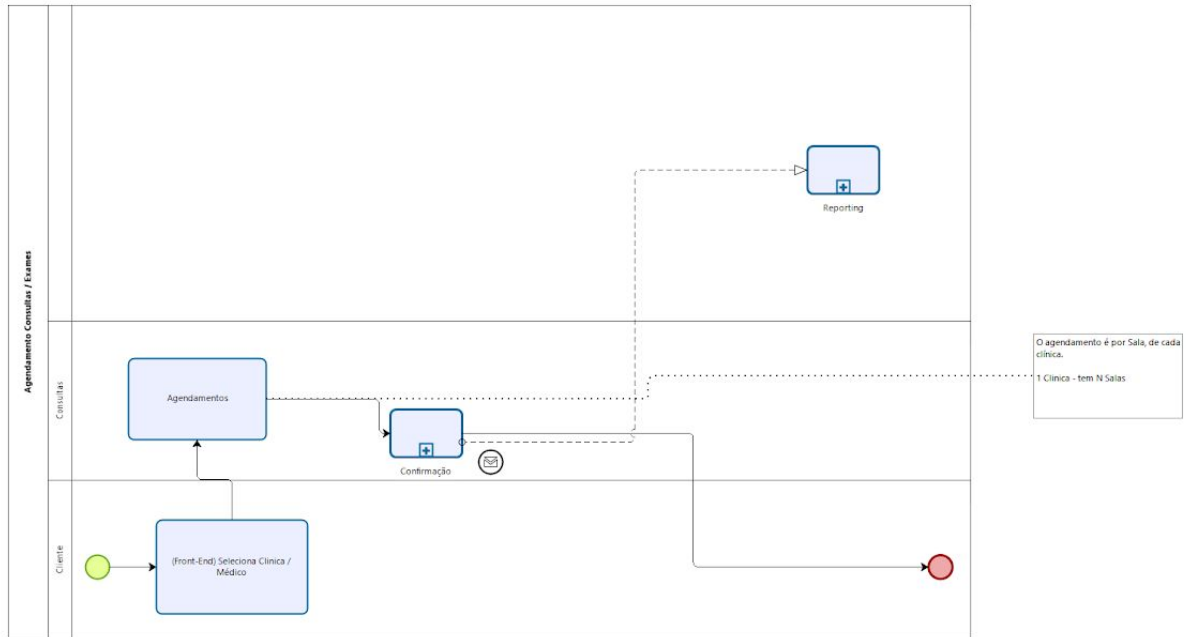 Agendamento Consultas / Exames
Reporting
Consultas
Agendamentos
Confirmação
O agendamento é por Sala, de cada
clínica.
1 Clinica - tem N Salas
Cliente
(Front-End) Seleciona Clinica /
Médico